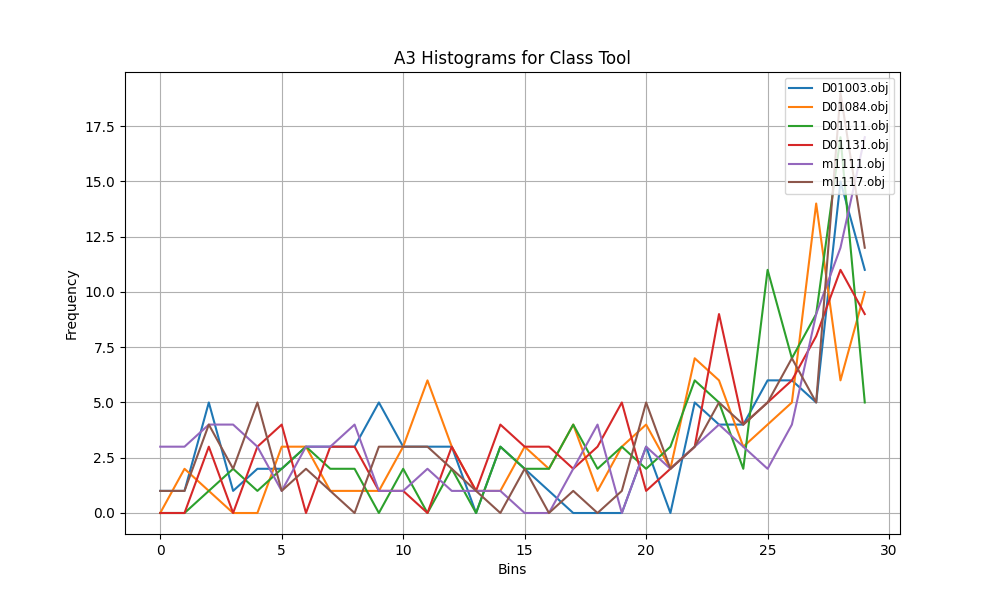 A3 Histograms for Class Tool
D01003.obj
D01084.obj
D01111.obj
D01131.obj
m1111.obj
m1117.obj
17.5
15.0
12.5
10.0
7.5
5.0
2.5
0.0
Frequency
0 5 10 15 20 25 30
Bins